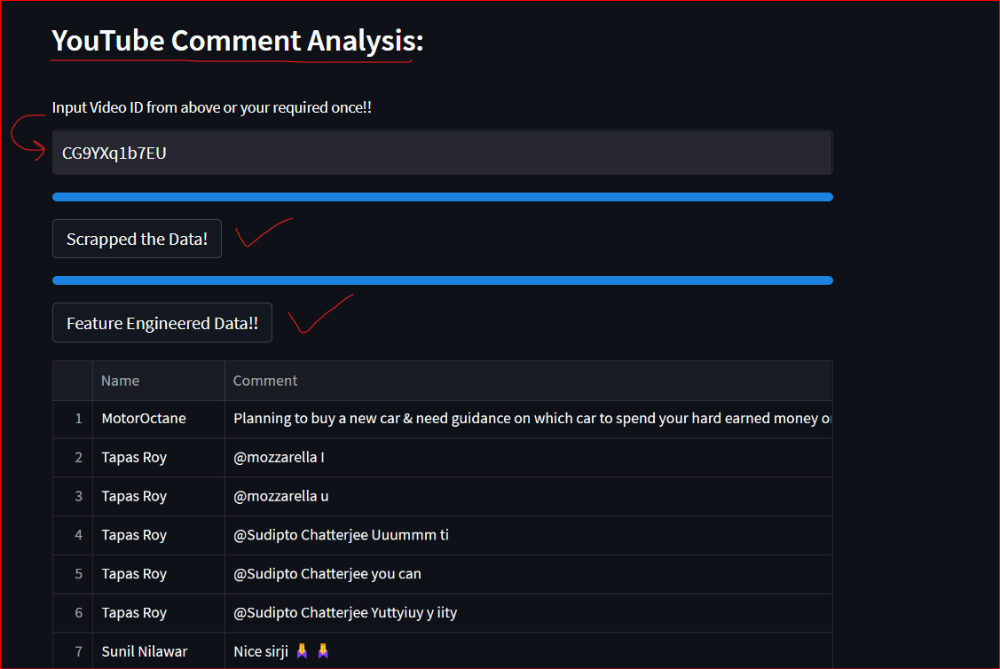 YouTube Comment Analysis:
Input Video ID from above or your required once!!
CG9YXq1b7EU
Scrapped the Data!
Feature Engineered Data!!
Name Comment
1 MotorOctane Planning to buy a new car & need guidance on which car to spend your hard earned money o
2 Tapas Roy @mozzarella I
3 Tapas Roy @mozzarella u
4 Tapas Roy @Sudipto Chatterjee Uuummm ti
5 Tapas Roy @Sudipto Chatterjee you can
6 Tapas Roy @Sudipto Chatterjee Yuttyiuy y iity
7 Sunil Nilawar Nice sirji 🙏 🙏